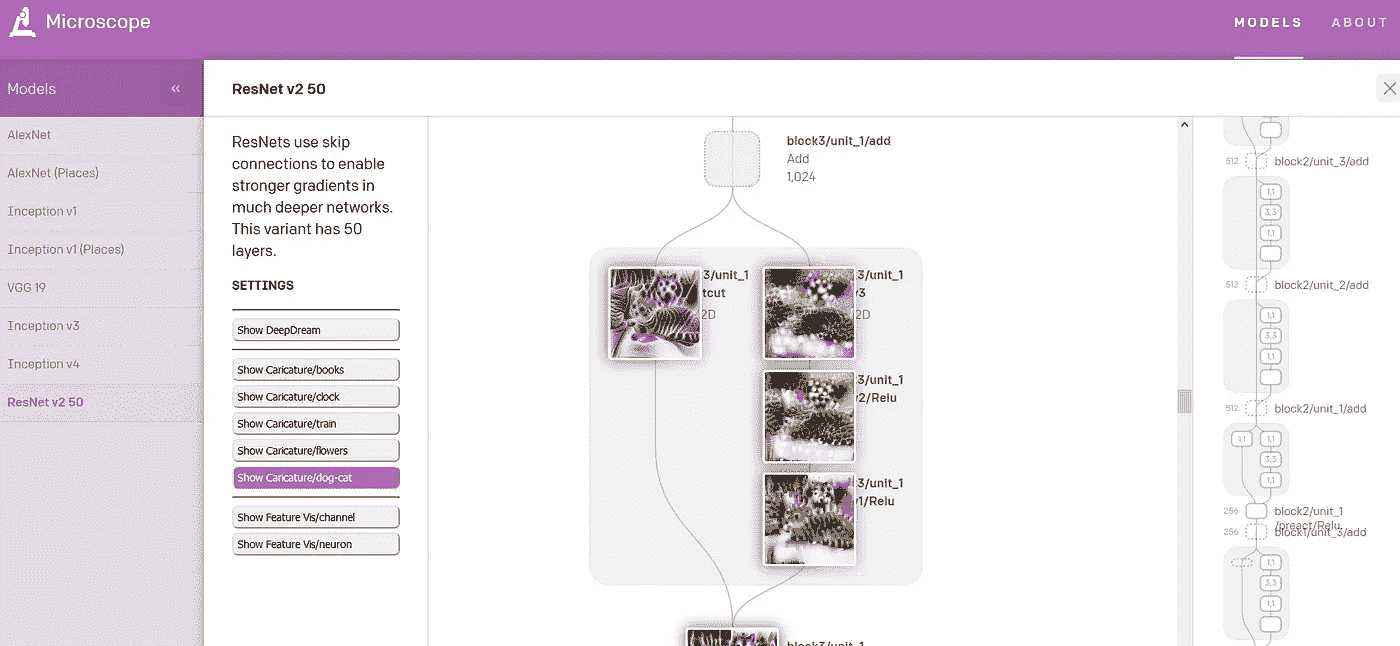 Microscope
MODELS
ABOUT
Models
«
AlexNet
AlexNet (Places)
Inception v1
Inception v1 (Places)
VGG 19
Inception v3
Inception v4
ResNet v2 50
ResNet v2 50
ResNets use skip
connections to enable
stronger gradients in
much deeper networks.
This variant has 50
layers.
SETTINGS
Show DeepDream
Show Caricature/books
Show Caricature/clock
Show Caricature/train
Show Caricature/flowers
Show Caricature/dog-cat
Show Feature Vis/channel
Show Feature Vis/neuron
block3/unit_1/add
Add
1,024
3/unit_1
tcut
2D
3/unit_1
v3
2D
3/unit_1
v2/Relu
3/unit_1
v1/Relu
block3/unit_1
512
block2/unit_3/add
1,1
3,3
1,1
512
block2/unit_2/add
1,1
3,3
1,1
512
block2/unit_1/add
1,1
1,1
3,3
1,1
256
block2/unit_1
/preact/Relu
256
block1/unit_3/add
1,1
3,3
1,1